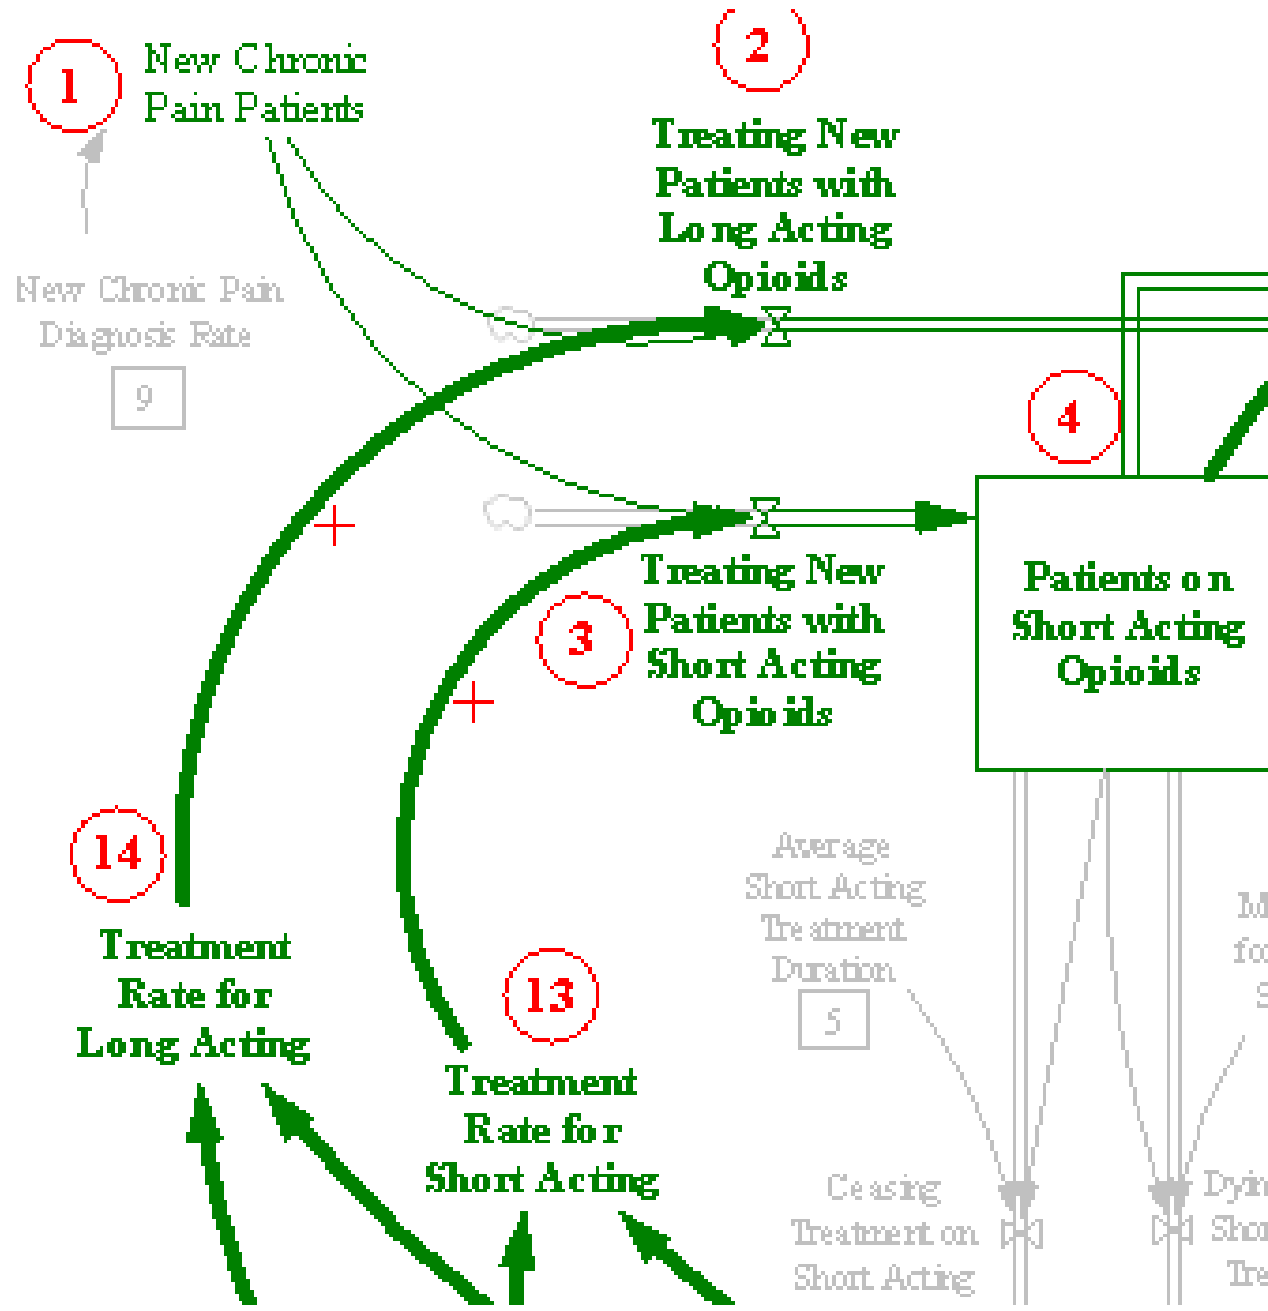 1
New Chronic
Pain Patients
2
Treating New
Patients with
Long Acting
Opioids
New Chronic Pain
Diagnosis Rate
9
4
Treating New
Patients with
Short Acting
Opioids
3
Patients on
Short Acting
Opioids
14
Treatment
Rate for
Long Acting
13
Treatment
Rate for
Short Acting
Average
Short Acting
Treatment
Duration
5
Ceasing
Treatment on
Short Acting